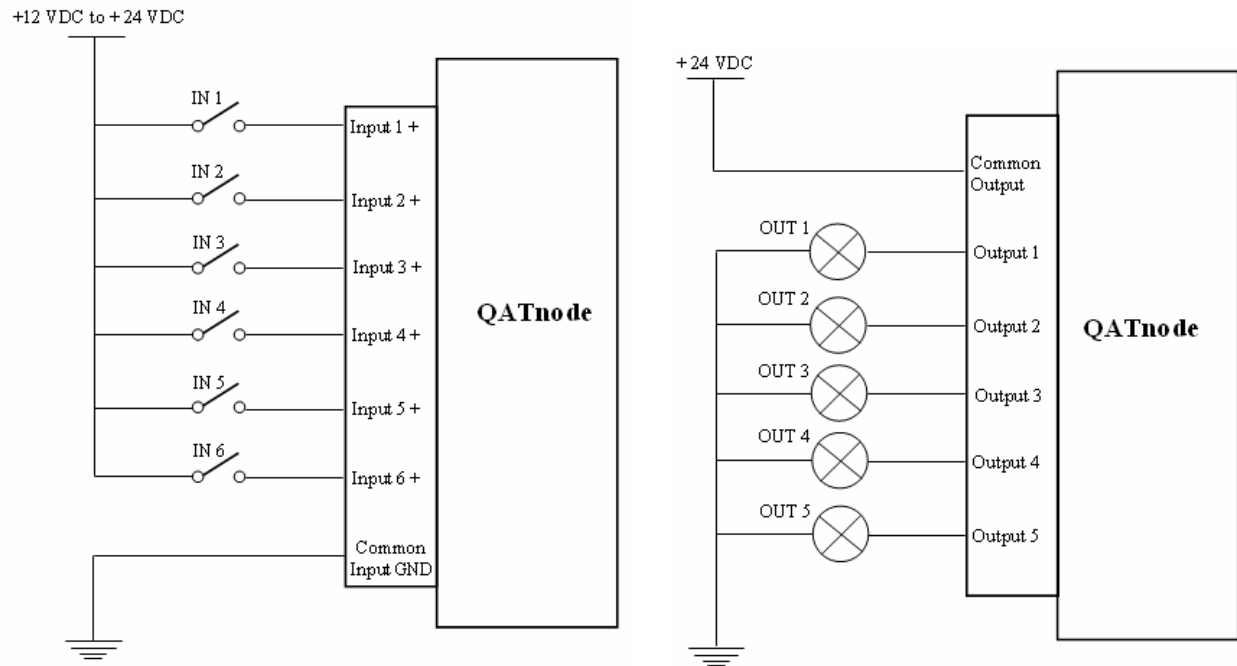 +12 VDC to + 24 VDC
IN 1
Input 1 +
IN 2
Input 2 +
IN 3
Input 3 +
IN 4
Input 4 +
IN 5
Input 5 +
IN 6
Input 6 +
Common
Input GND
QATnode
+ 24 VDC
Common
Output
OUT 1
Output 1
OUT 2
Output 2
OUT 3
Output 3
OUT 4
Output 4
OUT 5
Output 5
QATnode